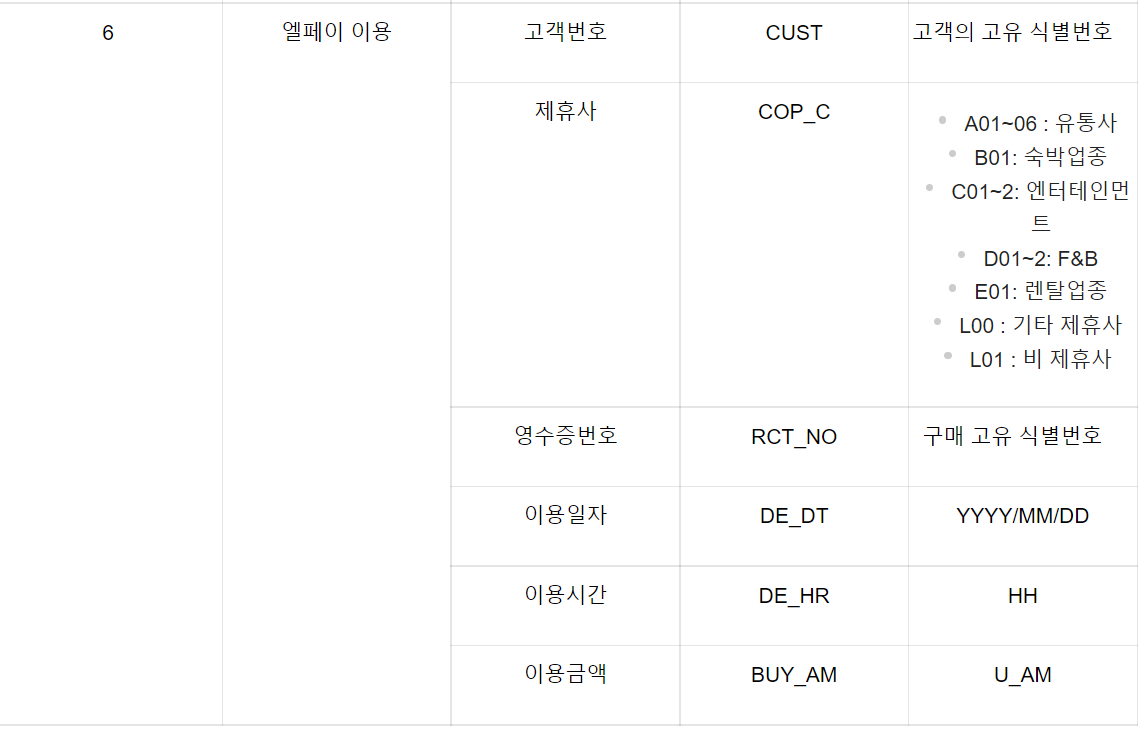 6 엘페이 이용 고객번호 CUST 고객의 고유 식별번호
제휴사 COP_C
A01~06 : 유통사
B01: 숙박업종
C01~2: 엔터테인먼
트
D01~2: F&B
E01: 렌탈업종
L00 : 기타 제휴사
L01 : 비 제휴사
영수증번호 RCT_NO 구매 고유 식별번호
이용일자 DE_DT YYYY/MM/DD
이용시간 DE_HR HH
이용금액 BUY_AM U_AM